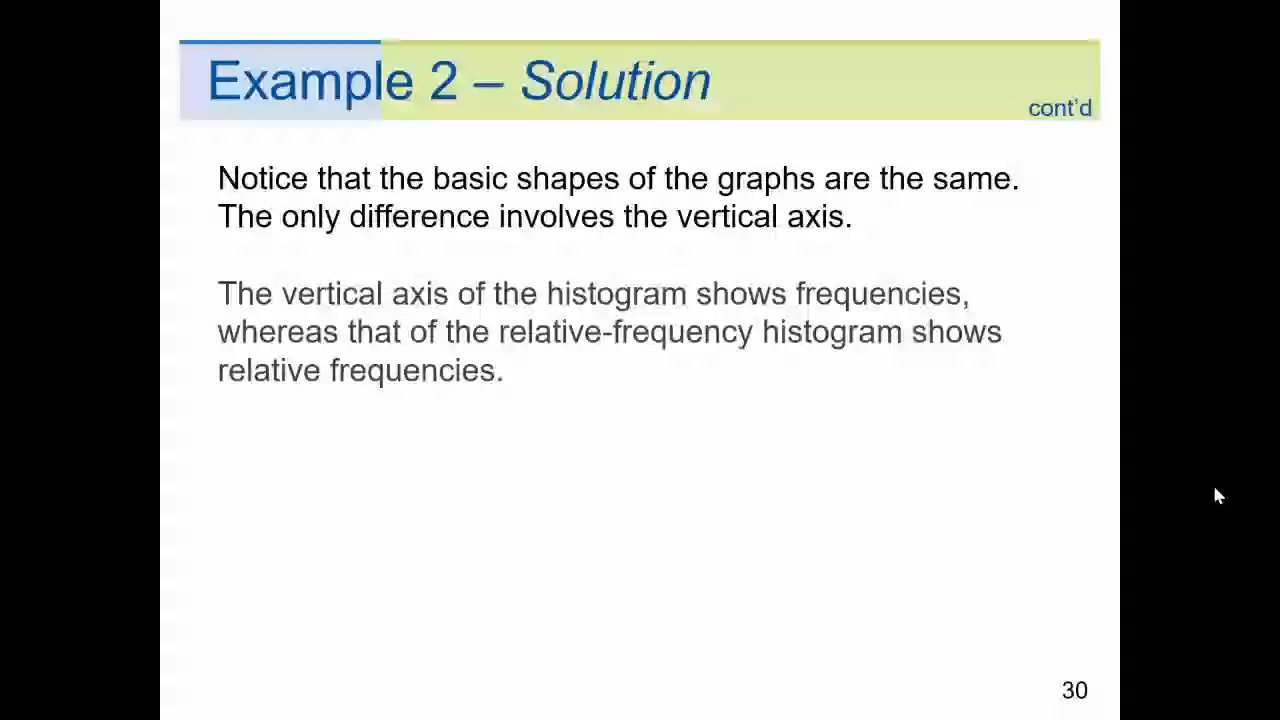 Example 2 – Solution
cont'd
Notice that the basic shapes of the graphs are the same.
The only difference involves the vertical axis.
The vertical axis of the histogram shows frequencies,
whereas that of the relative-frequency histogram shows
relative frequencies.
30